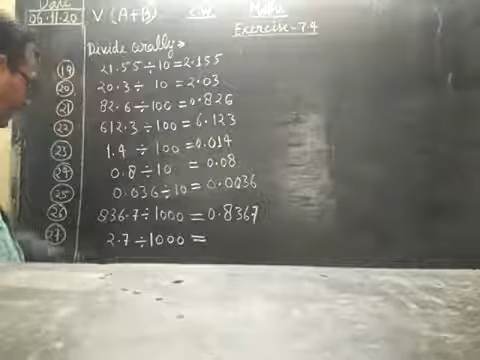 Date
06.11.20 V (A+B) C.W. Maths
Exercise-7.4
Divide orally→
(19) 21.55÷10=2.155
(20) 20.3÷10=2.03
(21) 82.6÷100=0.826
(22) 612.3÷100=6.123
(23) 1.4÷100=0.014
(24) 0.8÷10=0.08
(25) 0.036÷10=0.0036
(26) 836.7÷1000=0.8367
(27) 2.7÷1000=